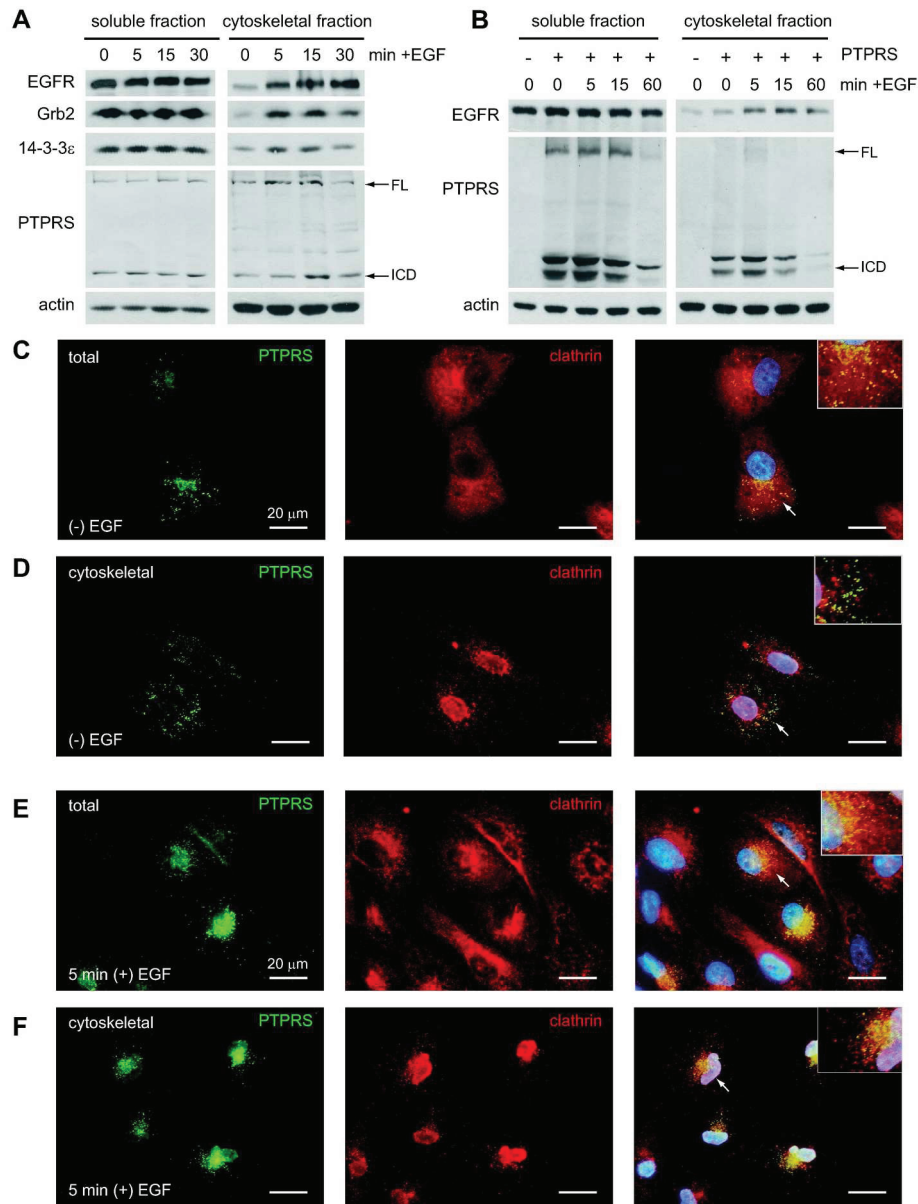 A
soluble fraction cytoskeletal fraction
0 5 15 30 0 5 15 30 min +EGF
EGFR
Grb2
14-3-3ε
PTPRS
FL
ICD
actin
B
soluble fraction cytoskeletal fraction
- + + + + - + + + + PTPRS
0 0 5 15 60 0 0 5 15 60 min +EGF
EGFR
FL
PTPRS
ICD
actin
C
total PTPRS clathrin
(-) EGF 20 µm
D
cytoskeletal PTPRS clathrin
(-) EGF
E
total PTPRS clathrin
5 min (+) EGF 20 µm
F
cytoskeletal PTPRS clathrin
5 min (+) EGF